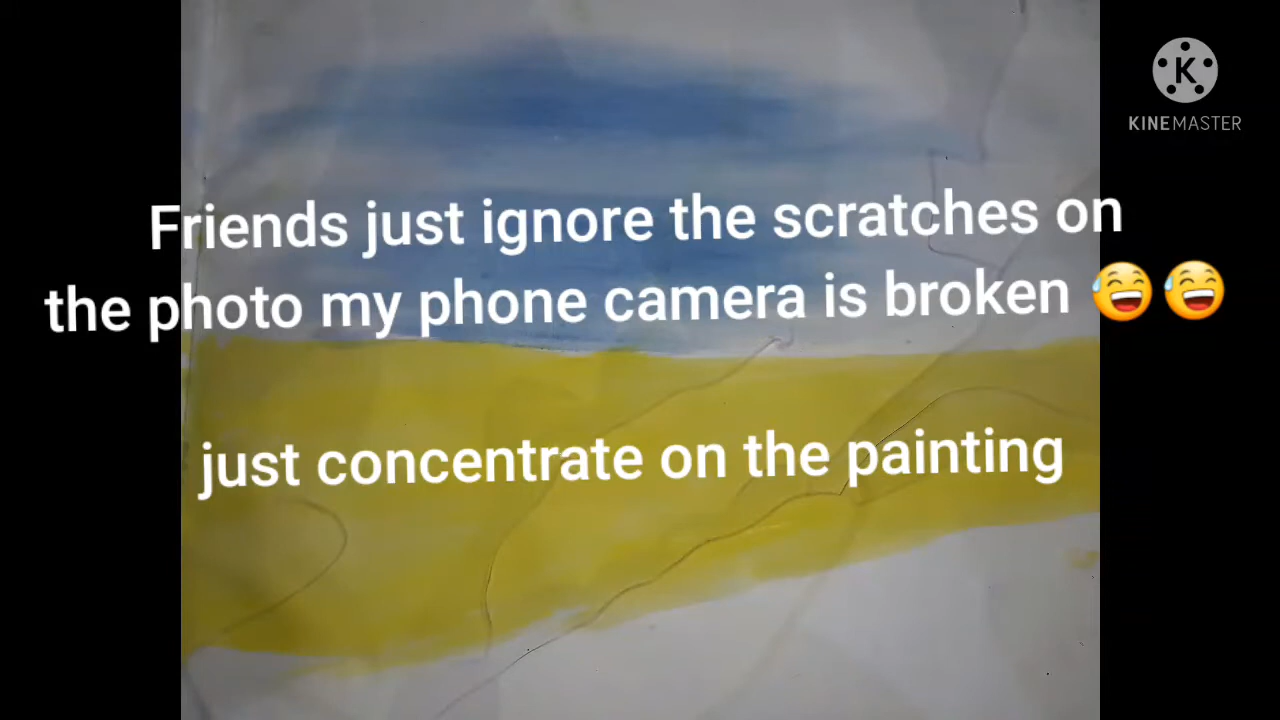 KINEMASTER
Friends just ignore the scratches on
the photo my phone camera is broken 😅😅
just concentrate on the painting